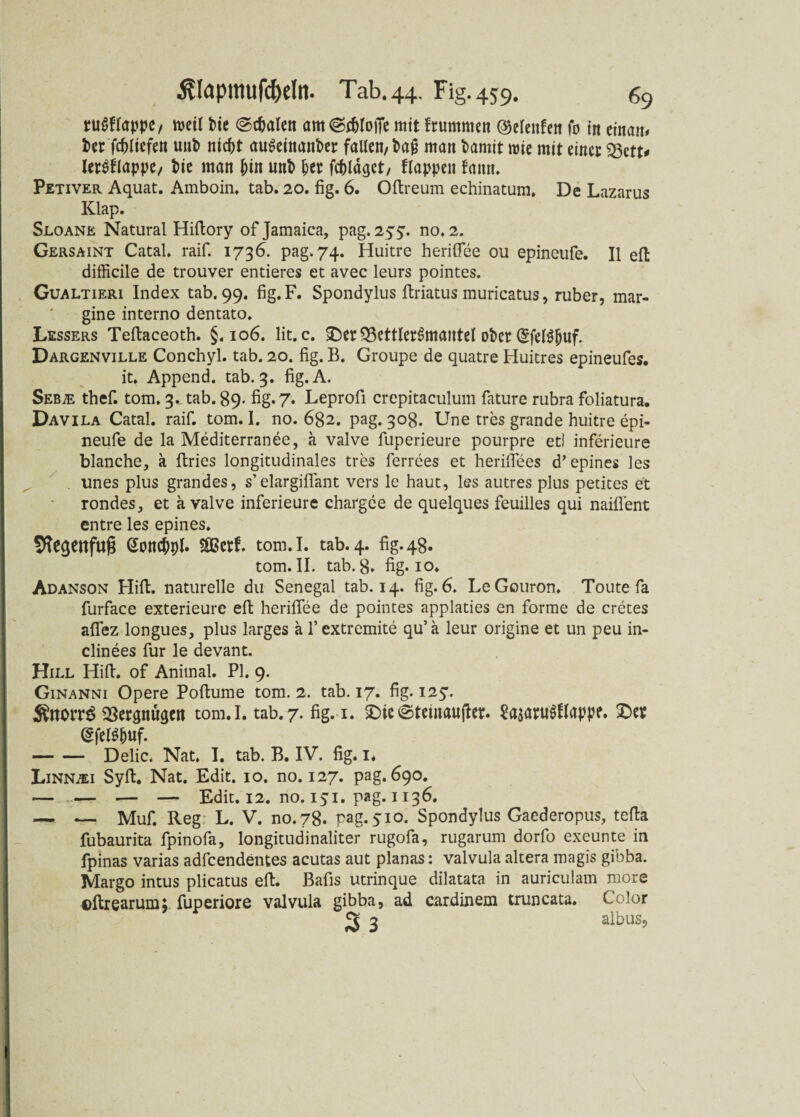 Klapmuscheln. Tab. 44. Fig. 459. 69
rusklappe, weil die Schalen am Schlosse mit krummen Gelenken so in einan⸗
der schliesen und nicht auseinander fallen, daß man damit wie mit einer Bett⸗
lersklappe, die man hin und her schläget, klappen kann.
Petiver Aquat. Amboin. tab. 20. fig. 6. Oſtreum echinatum. De Lazarus
Klap.
Sloane Natural Hiſtory of Jamaica, pag. 255. no. 2.
Gersaint Catal. raiſ. 1736. pag. 74. Huitre heriſſée ou epineuſe. Il eſt
difficile de trouver entieres et avec leurs pointes.
Gualtieri Index tab. 99. fig. F. Spondylus ſtriatus muricatus, ruber, mar-
gine interno dentato.
Lessers Teſtaceoth. §. 106. lit. c. Der Bettlersmantel oder Eselshuf.
Dargenville Conchyl. tab. 20. fig. B. Groupe de quatre Huitres epineuſes.
it. Append. tab. 3. fig. A.
Sebæ theſ. tom. 3. tab. 89. fig. 7. Leproſi crepitaculum ſature rubra foliatura.
Davila Catal. raiſ. tom. I. no. 682. pag. 308. Une très grande huitre épi-
neuſe de la Méditerranée, à valve ſuperieure pourpre et inférieure
blanche, à ſtries longitudinales très ſerrées et heriſſées d' epines les
unes plus grandes, s' elargiſſant vers le haut, les autres plus petites et
rondes, et à valve inferieure chargée de quelques feuilles qui naiſſent
entre les epines.
Regenfuß Conchyl. Werk. tom. I. tab. 4. fig. 48.
tom. II. tab. 8. fig. 10.
Adanson Hiſt. naturelle du Senegal tab. 14. fig. 6. Le Gouron. Toute ſa
ſurface exterieure eſt heriſſée de pointes applaties en forme de crétes
aſſez longues, plus larges à l' extremité qu' à leur origine et un peu in-
clinées ſur le devant.
Hill Hiſt. of Animal. Pl. 9.
Ginanni Opere Poſtume tom. 2. tab. 17. fig. 125.
Knorrs Vergnügen tom. I. tab. 7. fig. 1. Die Steinauster. Lazarusklappe. Der
Eselshuf.
— — Delic. Nat. I. tab. B. IV. fig. 1.
Linnæi Syſt. Nat. Edit. 10. no. 127. pag. 690.
— — — — Edit. 12. no. 151. pag. 1136.
— — Muſ. Reg L. V. no. 78. pag. 510. Spondylus Gaederopus, teſta
ſubaurita ſpinoſa, longitudinaliter rugoſa, rugarum dorſo exeunte in
ſpinas varias adſcendentes acutas aut planas: valvula altera magis gibba.
Margo intus plicatus eſt. Baſis utrinque dilatata in auriculam more
oſtrearum; ſuperiore valvula gibba, ad cardinem truncata. Color
J 3 albus,